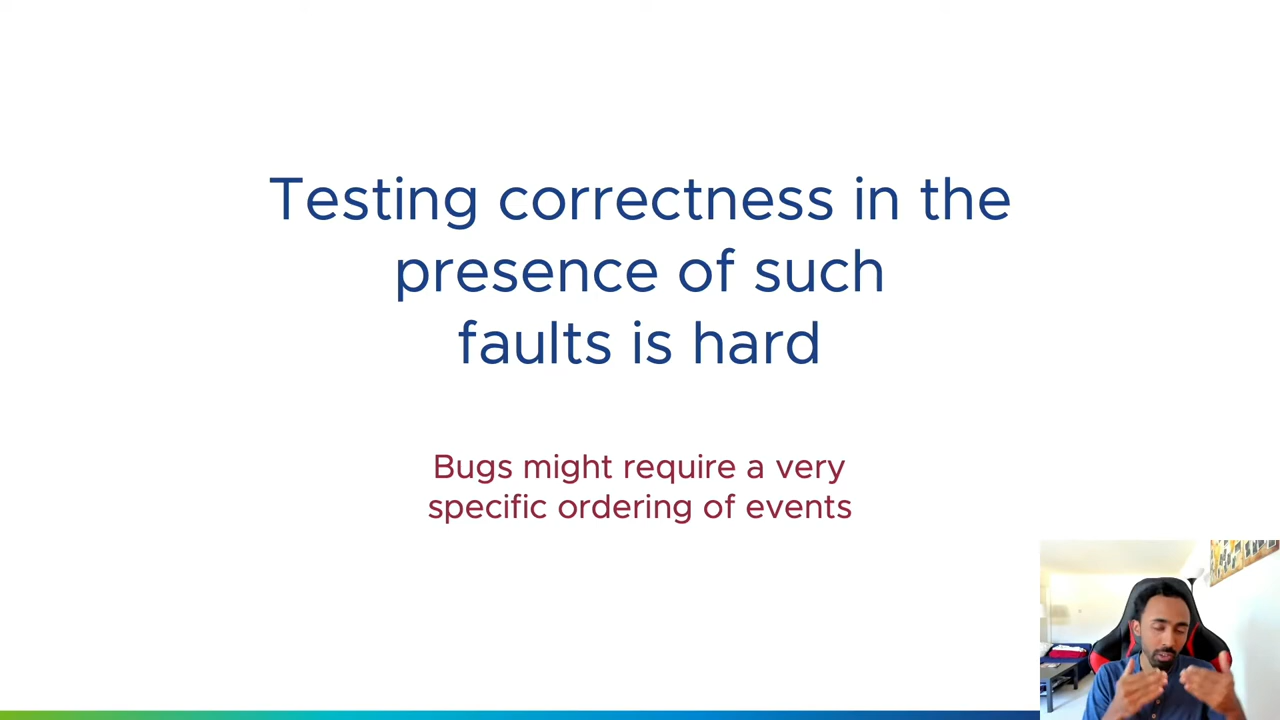 Testing correctness in the
presence of such
faults is hard
Bugs might require a very
specific ordering of events